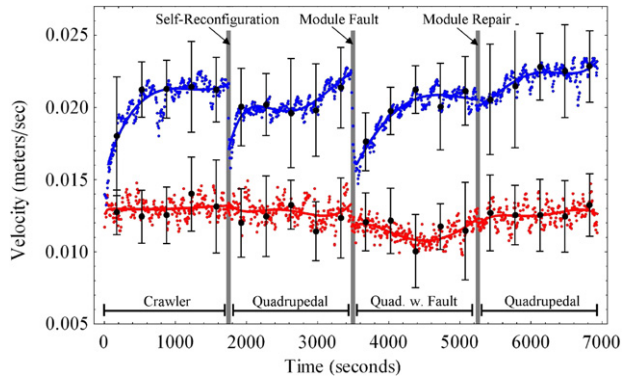 Self-Reconfiguration Module Fault Module Repair
0.025
0.020
0.015
0.010
0.005
Velocity (meters/sec)
Crawler Quadrupedal Quad. w. Fault Quadrupedal
0 1000 2000 3000 4000 5000 6000 7000
Time (seconds)